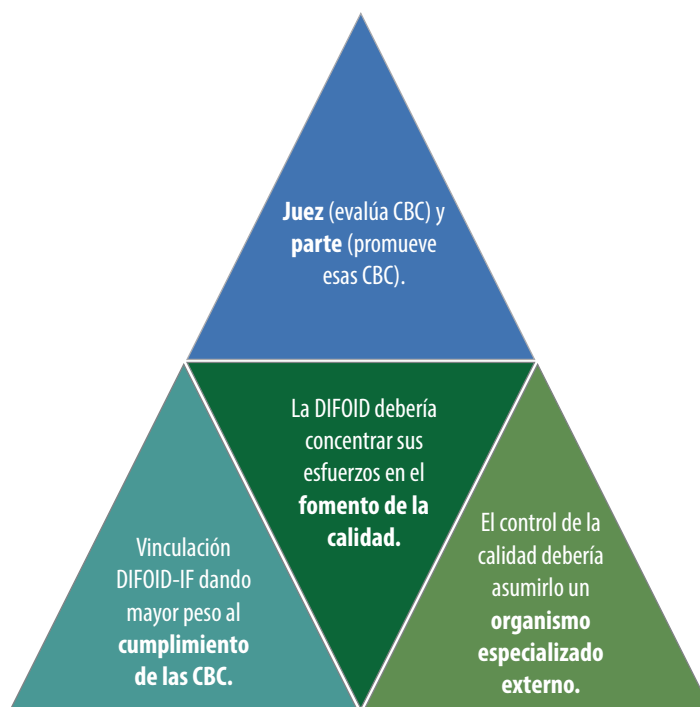 Juez (evalúa CBC) y
parte (promueve
esas CBC).
La DIFOID debería
concentrar sus
esfuerzos en el
fomento de la
calidad.
Vinculación
DIFOID-IF dando
mayor peso al
cumplimiento
de las CBC.
El control de la
calidad debería
asumirlo un
organismo
especializado
externo.